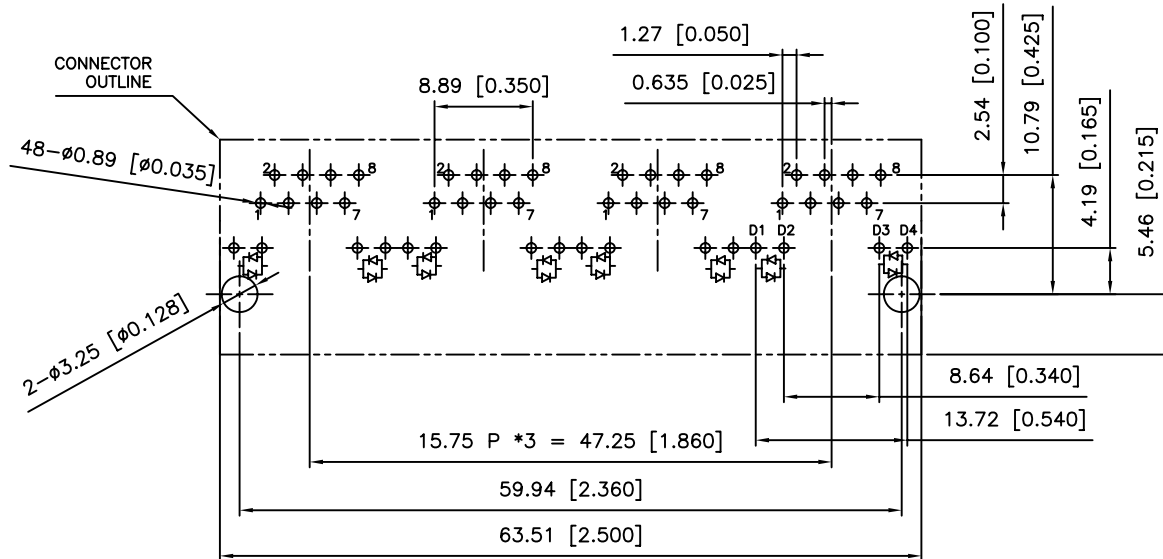 1.27 [0.050]
CONNECTOR
OUTLINE
8.89 [0.350]
0.635 [0.025]
2.54 [0.100]
10.79 [0.425]
4.19 [0.165]
5.46 [0.215]
48-ø0.89 [ø0.035]
2 8 2 8 2 8 2 8
1 7 1 7 1 7 1 7
D1 D2 D3 D4
2-ø3.25 [ø0.128]
8.64 [0.340]
13.72 [0.540]
15.75 P *3 = 47.25 [1.860]
59.94 [2.360]
63.51 [2.500]